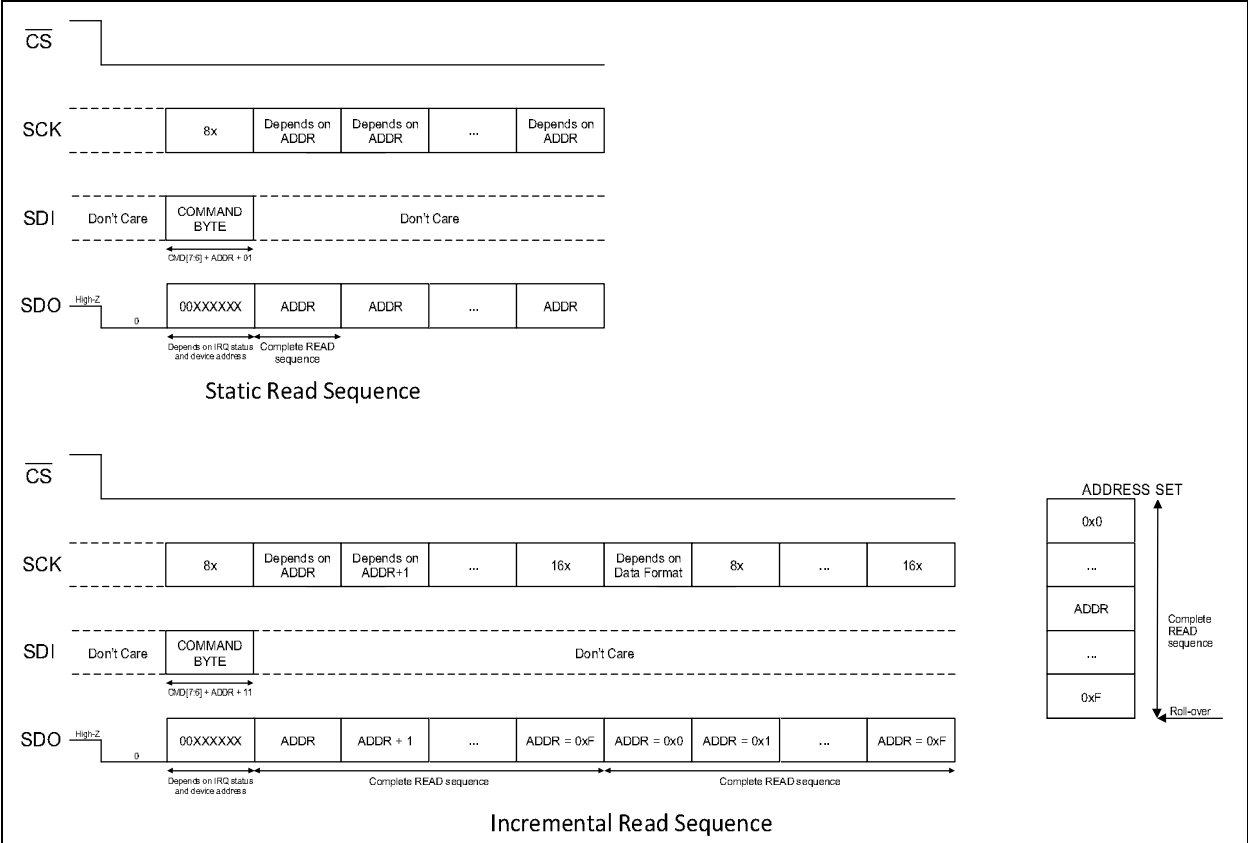 CS
SCK
8x
Depends on
ADDR
Depends on
ADDR
...
Depends on
ADDR
SDI
Don't Care
COMMAND
BYTE
Don't Care
CMD[7:6] + ADDR + 01
SDO
High-Z
0
00XXXXXX
ADDR
ADDR
...
ADDR
Depends on IRQ status
and device address
Complete READ
sequence
Static Read Sequence
CS
ADDRESS SET
0x0
...
ADDR
...
0xF
Complete
READ
sequence
Roll-over
SCK
8x
Depends on
ADDR
Depends on
ADDR+1
...
16x
Depends on
Data Format
8x
...
16x
SDI
Don't Care
COMMAND
BYTE
Don't Care
CMD[7:6] + ADDR + 11
SDO
High-Z
0
00XXXXXX
ADDR
ADDR + 1
...
ADDR = 0xF
ADDR = 0x0
ADDR = 0x1
...
ADDR = 0xF
Depends on IRQ status
and device address
Complete READ sequence
Complete READ sequence
Incremental Read Sequence